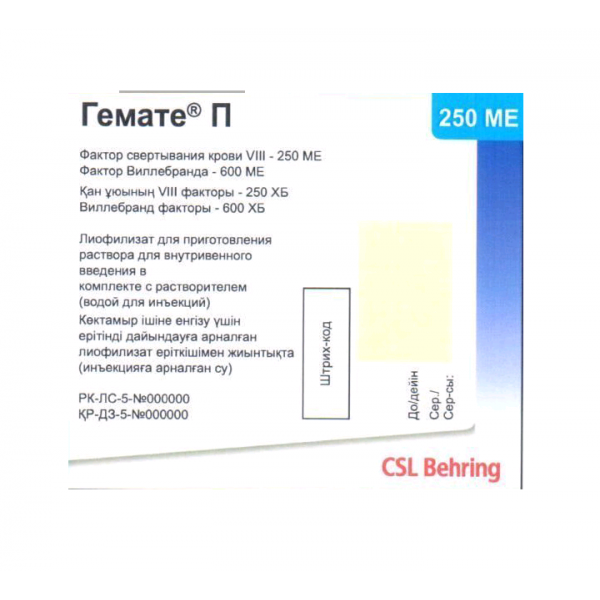 Гемате® П
250 МЕ
Фактор свертывания крови VIII - 250 МЕ
Фактор Виллебранда - 600 МЕ
Қан ұюының VIII факторы - 250 ХБ
Виллебранд факторы - 600 ХБ
Лиофилизат для приготовления
раствора для внутривенного
введения в
комплекте с растворителем
(водой для инъекций)
Көктамыр ішіне енгізу үшін
ерітінді дайындауға арналған
лиофилизат еріткішімен жиынтықта
(инъекцияға арналған су)
РК-ЛС-5-№000000
ҚР-ДЗ-5-№000000
Штрих-код
До/дейін
Сер./
Сер-сы:
CSL Behring